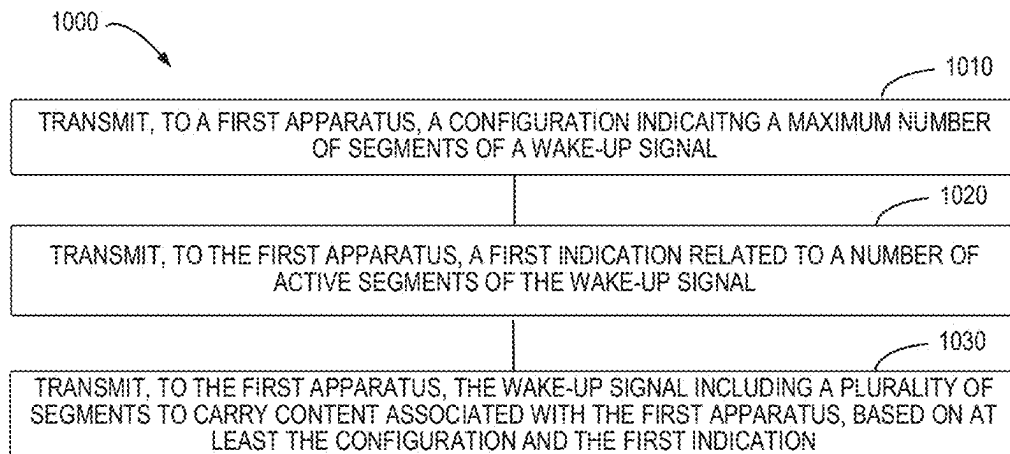 1000
1010
TRANSMIT, TO A FIRST APPARATUS, A CONFIGURATION INDICAITNG A MAXIMUM NUMBER
OF SEGMENTS OF A WAKE-UP SIGNAL
1020
TRANSMIT, TO THE FIRST APPARATUS, A FIRST INDICATION RELATED TO A NUMBER OF
ACTIVE SEGMENTS OF THE WAKE-UP SIGNAL
1030
TRANSMIT, TO THE FIRST APPARATUS, THE WAKE-UP SIGNAL INCLUDING A PLURALITY OF
SEGMENTS TO CARRY CONTENT ASSOCIATED WITH THE FIRST APPARATUS, BASED ON AT
LEAST THE CONFIGURATION AND THE FIRST INDICATION